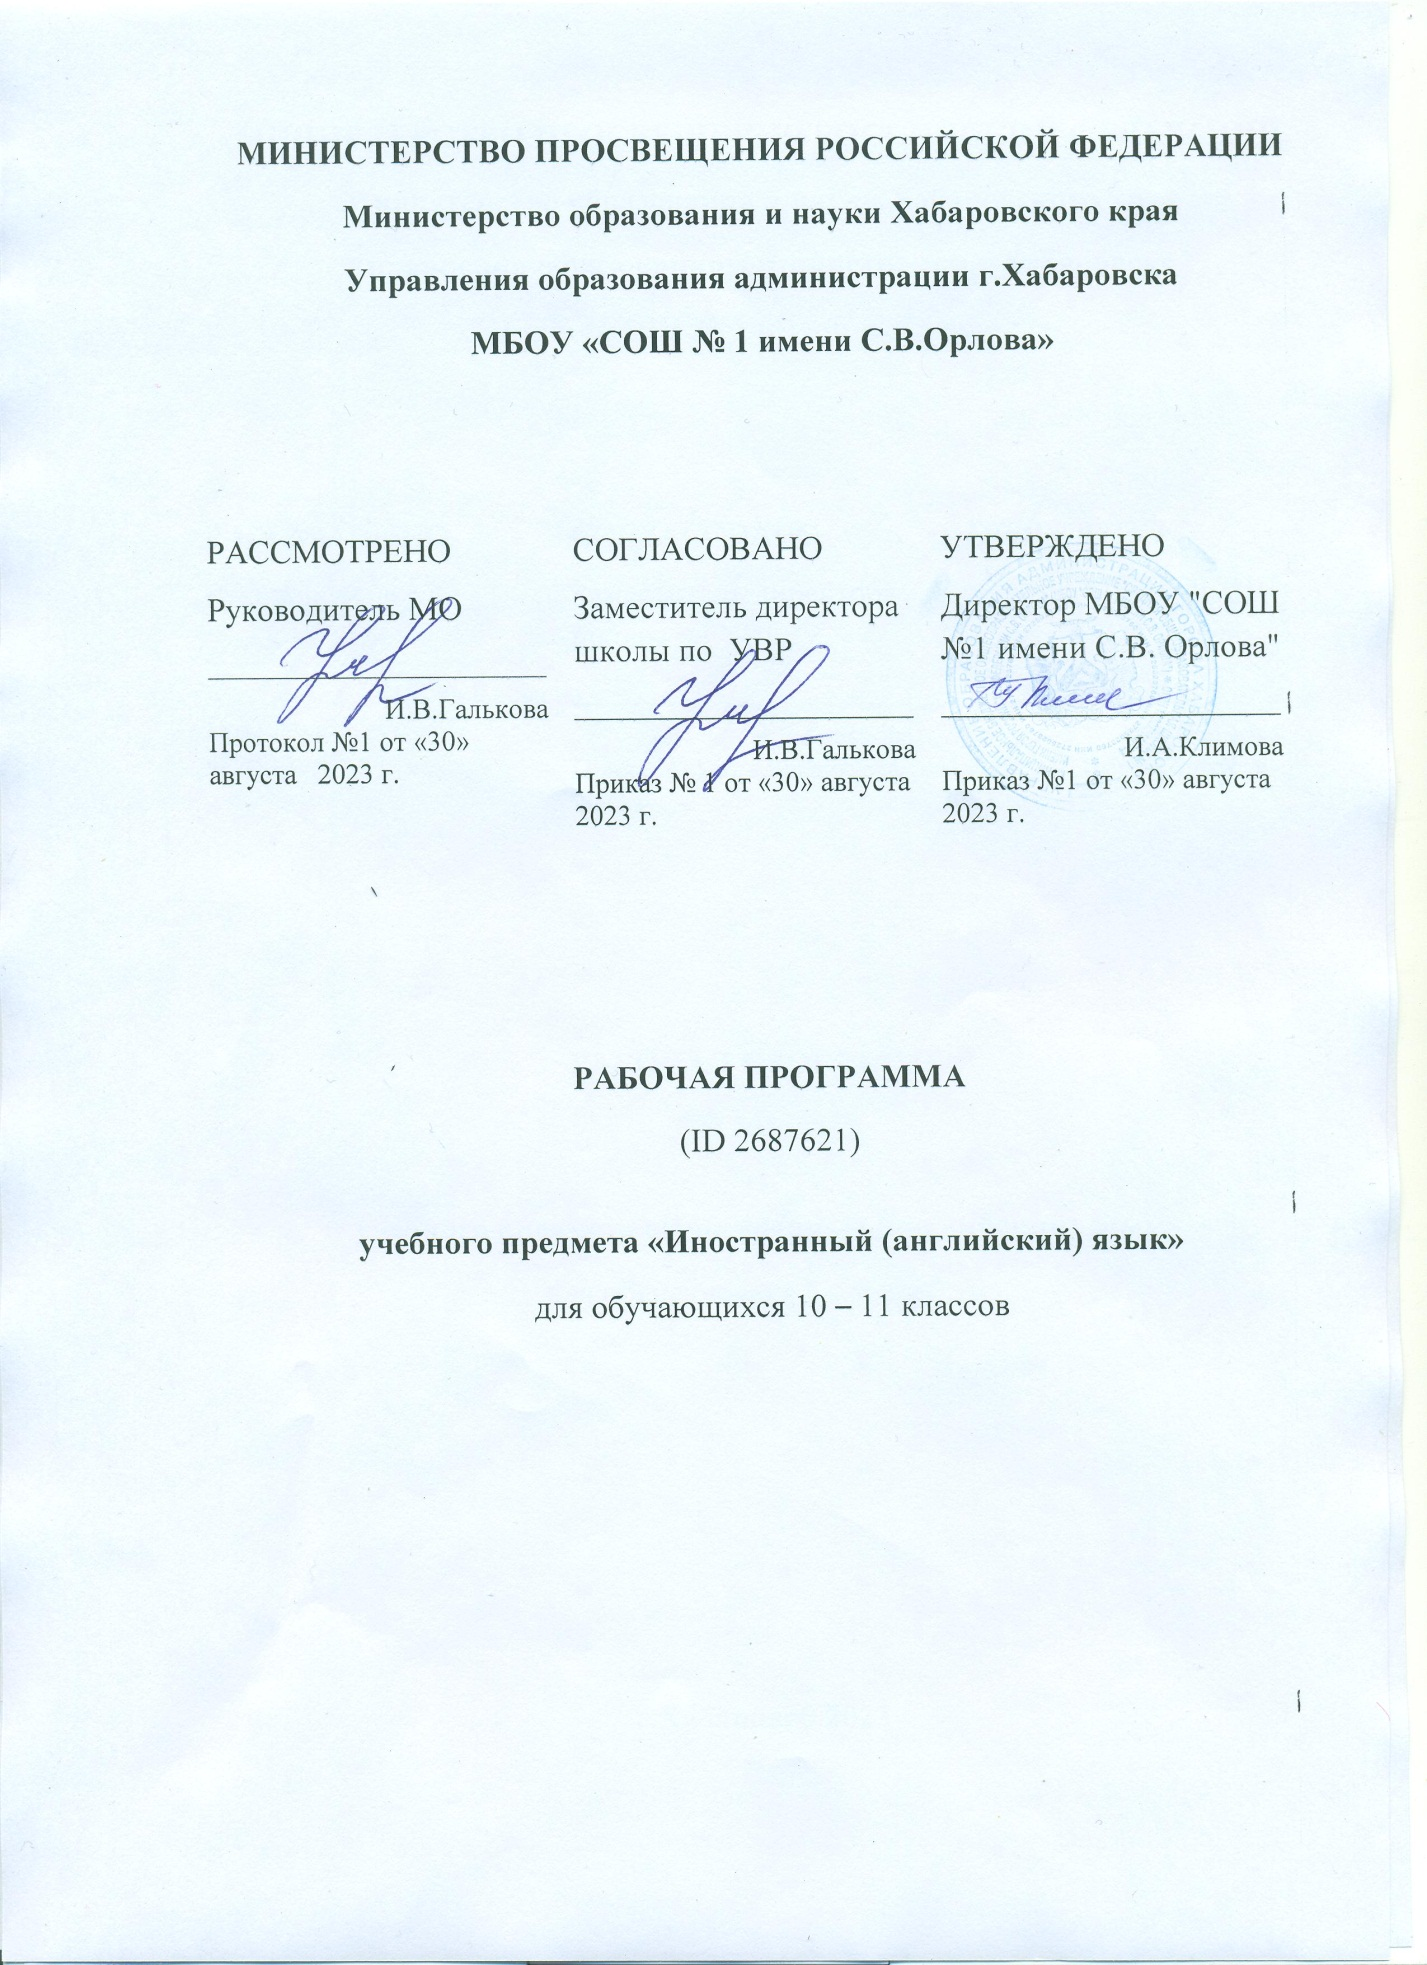 МИНИСТЕРСТВО ПРОСВЕЩЕНИЯ РОССИЙСКОЙ ФЕДЕРАЦИИ
Министерство образования и науки Хабаровского края
Управления образования администрации г.Хабаровска
МБОУ «СОШ № 1 имени С.В.Орлова»
РАССМОТРЕНО
Руководитель МО
И.В.Галькова
Протокол №1 от «30»
августа 2023 г.
СОГЛАСОВАНО
Заместитель директора
школы по УВР
И.В.Галькова
Приказ № 1 от «30» августа
2023 г.
УТВЕРЖДЕНО
Директор МБОУ "СОШ
№1 имени С.В. Орлова"
И.А.Климова
Приказ №1 от «30» августа
2023 г.
РАБОЧАЯ ПРОГРАММА
(ID 2687621)
учебного предмета «Иностранный (английский) язык»
для обучающихся 10 – 11 классов